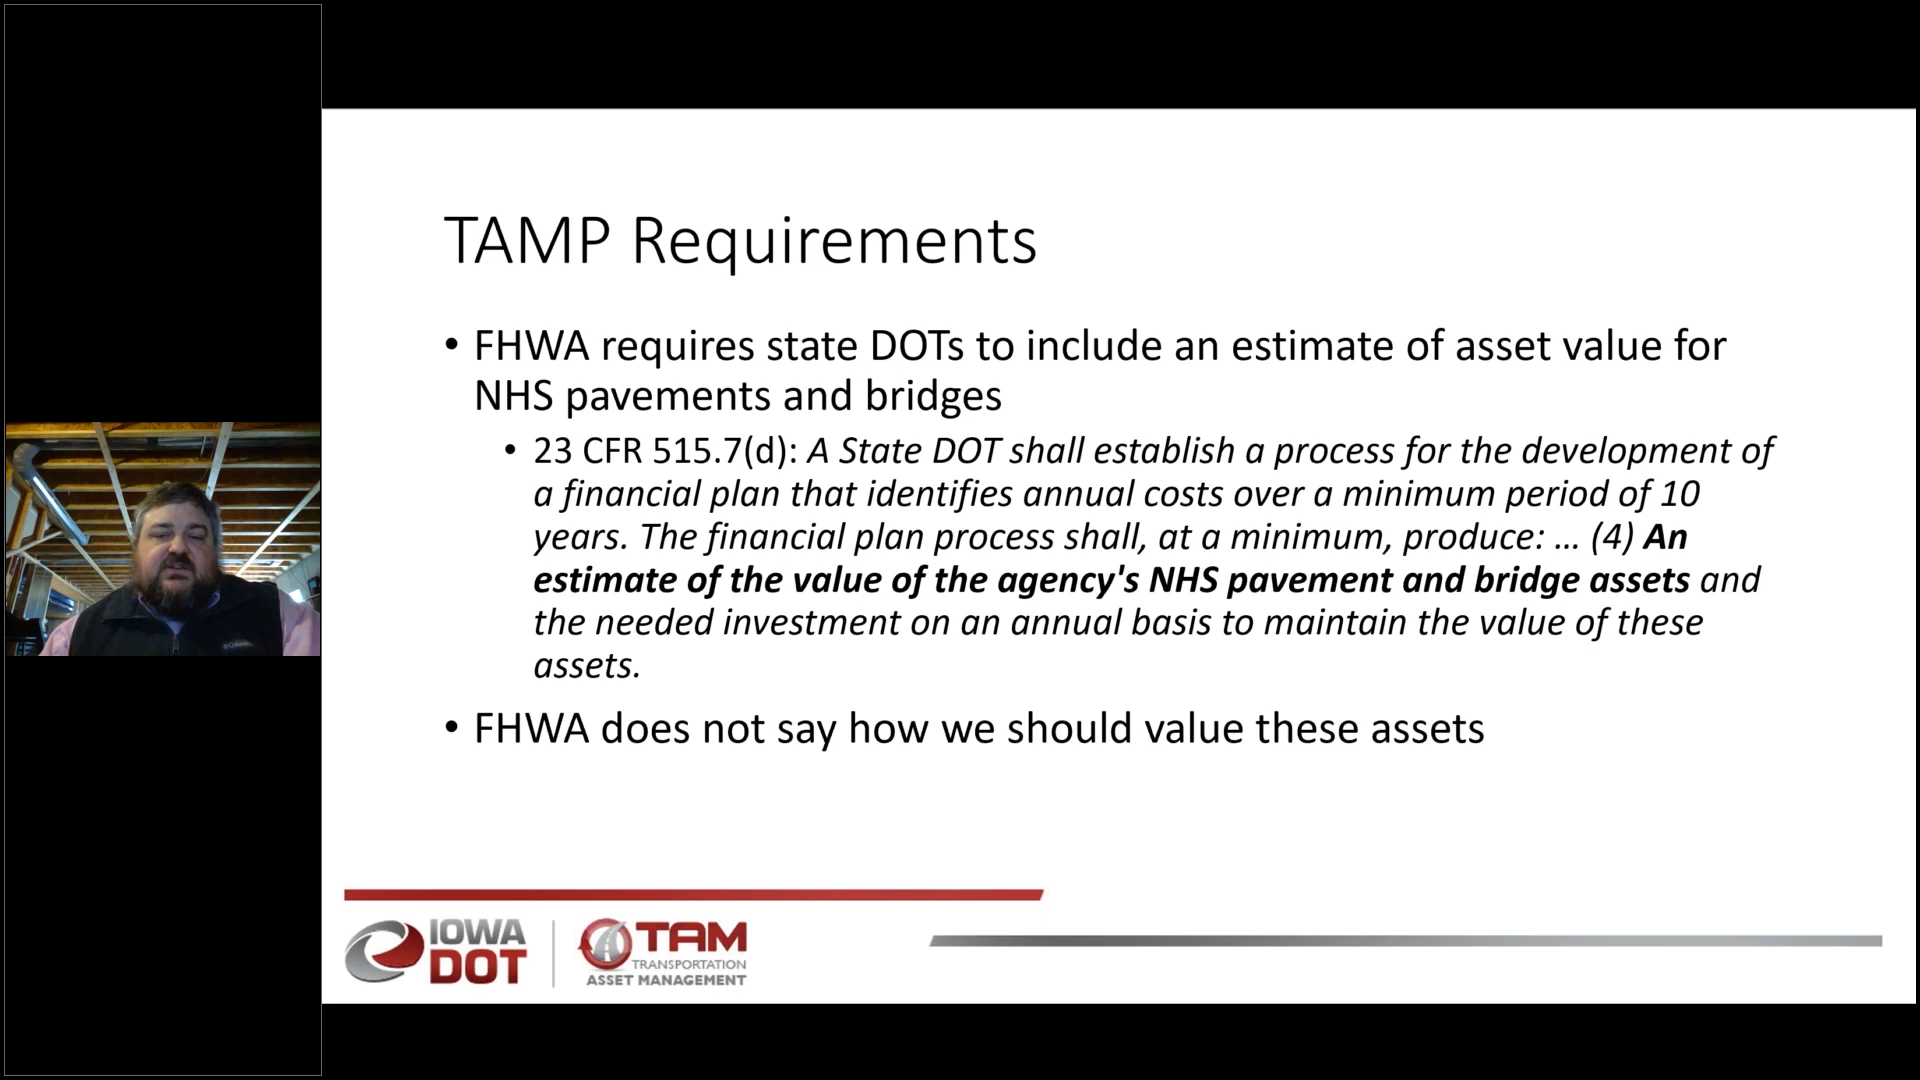 TAMP Requirements
• FHWA requires state DOTs to include an estimate of asset value for
NHS pavements and bridges
• 23 CFR 515.7(d): A State DOT shall establish a process for the development of
a financial plan that identifies annual costs over a minimum period of 10
years. The financial plan process shall, at a minimum, produce: … (4) An
estimate of the value of the agency's NHS pavement and bridge assets and
the needed investment on an annual basis to maintain the value of these
assets.
• FHWA does not say how we should value these assets
IOWA
DOT
TAM
TRANSPORTATION
ASSET MANAGEMENT
Columbia